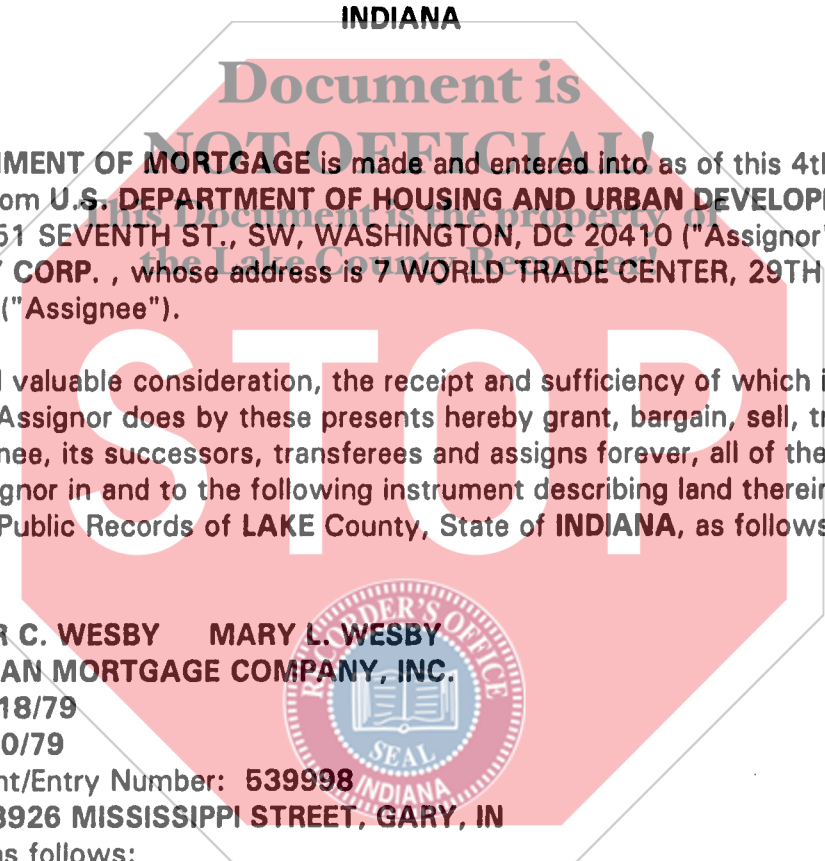 INDIANA
Document is
NOT OFFICIAL!
This Document is the property of
the Lake County Recorder!
STOP
MENT OF MORTGAGE is made and entered into as of this 4th
om U.S. DEPARTMENT OF HOUSING AND URBAN DEVELOP
51 SEVENTH ST., SW, WASHINGTON, DC 20410 ("Assignor"
CORP. , whose address is 7 WORLD TRADE CENTER, 29TH
("Assignee").
valuable consideration, the receipt and sufficiency of which i
Assignor does by these presents hereby grant, bargain, sell, tr
nee, its successors, transferees and assigns forever, all of the
gnor in and to the following instrument describing land therein
Public Records of LAKE County, State of INDIANA, as follows
R C. WESBY MARY L. WESBY
AN MORTGAGE COMPANY, INC.
18/79
0/79
nt/Entry Number: 539998
3926 MISSISSIPPI STREET, GARY, IN
as follows:
RECORDER'S OFFICE
SEAL
INDIANA